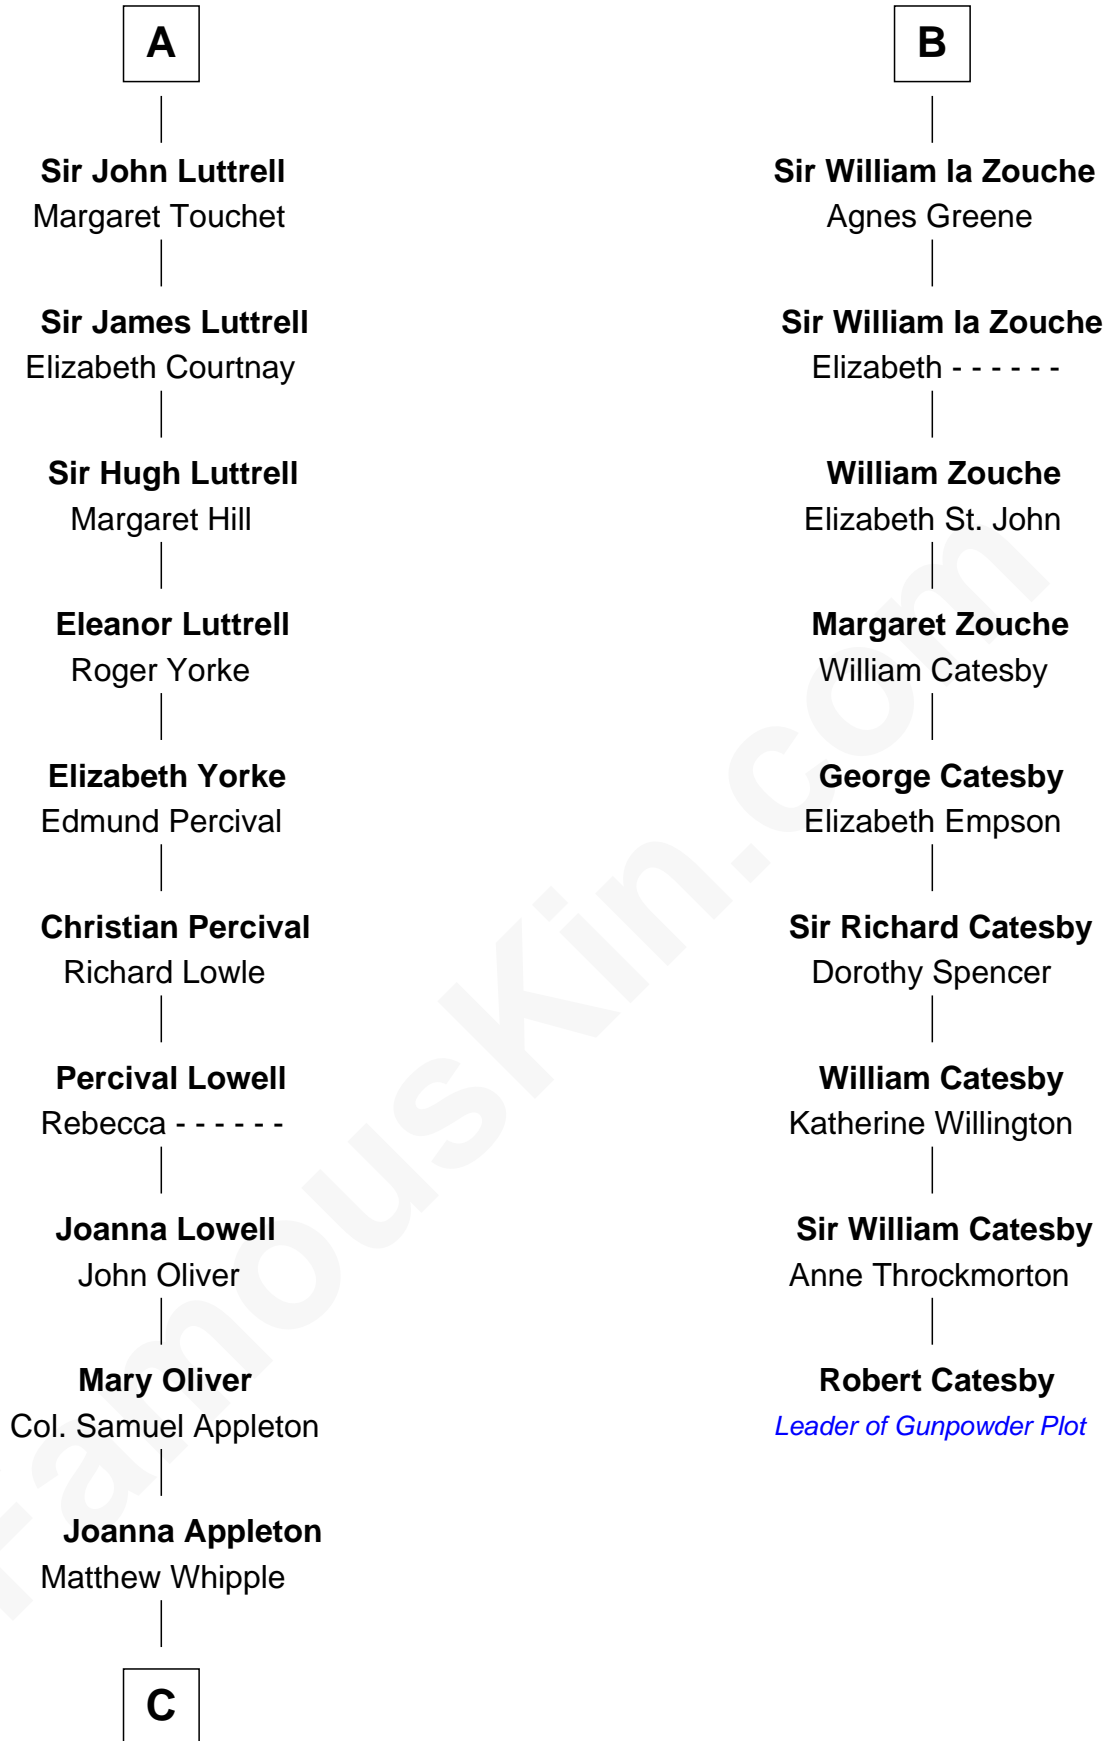 A
Sir John Luttrell
Margaret Touchet
Sir James Luttrell
Elizabeth Courtnay
Sir Hugh Luttrell
Margaret Hill
Eleanor Luttrell
Roger Yorke
Elizabeth Yorke
Edmund Percival
Christian Percival
Richard Lowle
Percival Lowell
Rebecca - - - - - -
Joanna Lowell
John Oliver
Mary Oliver
Col. Samuel Appleton
Joanna Appleton
Matthew Whipple
C
B
Sir William la Zouche
Agnes Greene
Sir William la Zouche
Elizabeth - - - - - -
William Zouche
Elizabeth St. John
Margaret Zouche
William Catesby
George Catesby
Elizabeth Empson
Sir Richard Catesby
Dorothy Spencer
William Catesby
Katherine Willington
Sir William Catesby
Anne Throckmorton
Robert Catesby
Leader of Gunpowder Plot
FamousKin.com